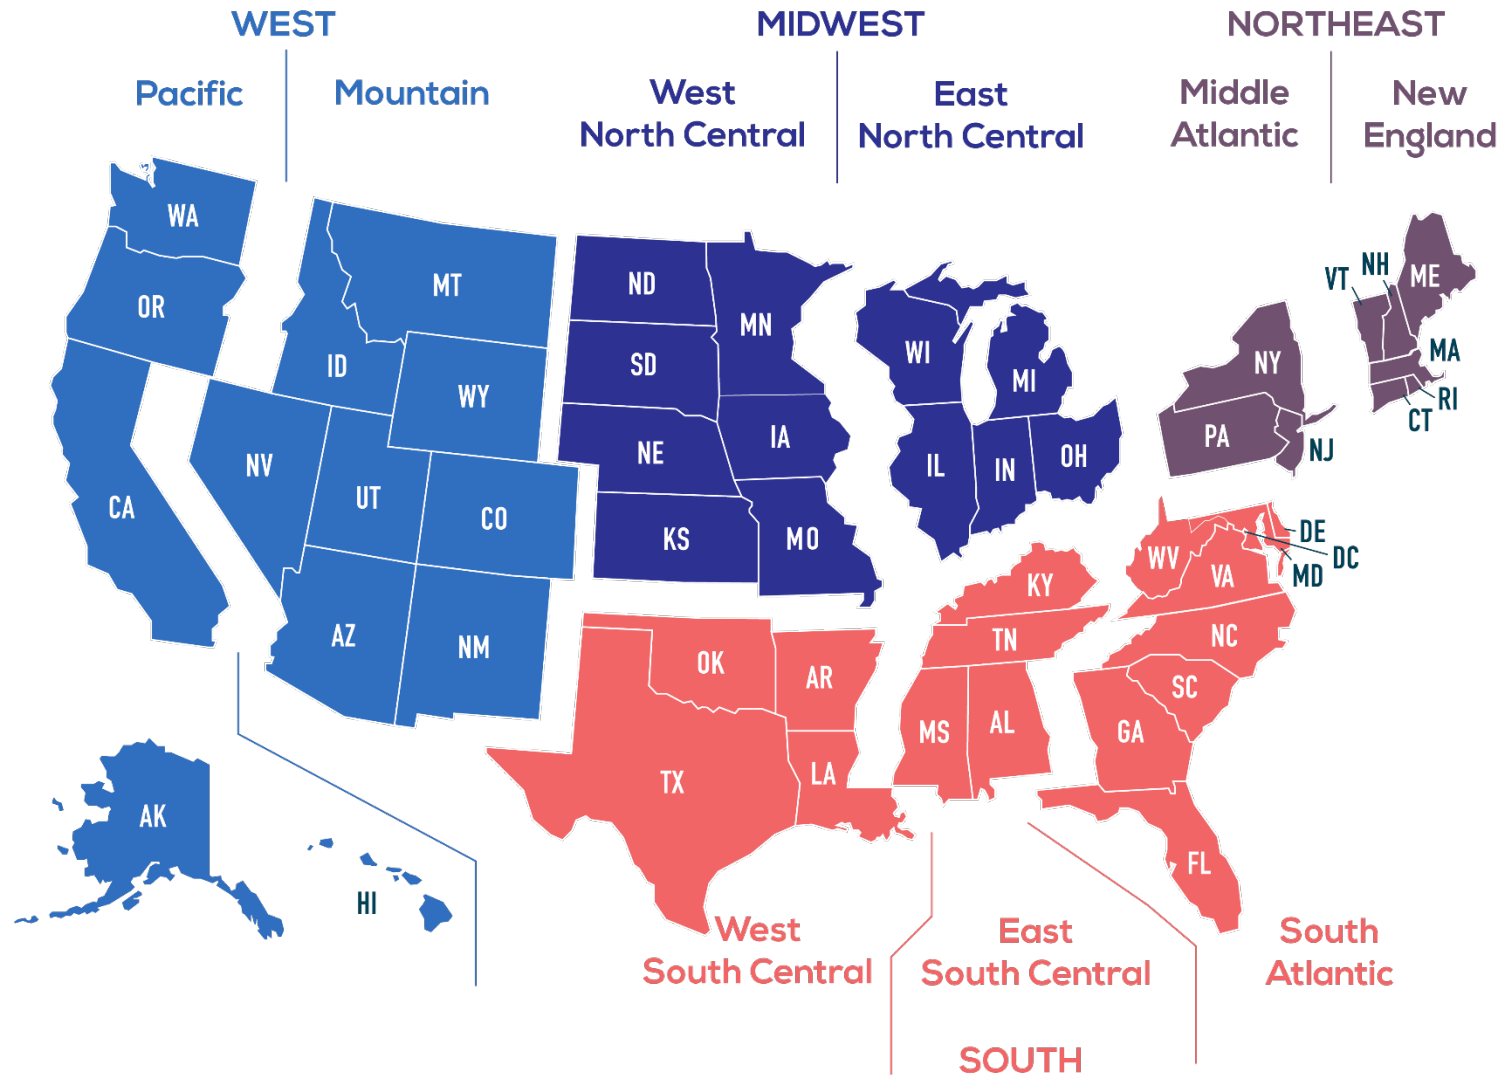 WEST
MIDWEST
NORTHEAST
Pacific
Mountain
West
North Central
East
North Central
Middle
Atlantic
New
England
WA
OR
CA
MT
ID
WY
NV
UT
CO
AZ
NM
AK
HI
ND
SD
NE
KS
MN
IA
MO
WI
MI
IL
IN
OH
NY
PA
NJ
VT
NH
ME
MA
RI
CT
OK
AR
TX
LA
KY
TN
MS
AL
WV
VA
DE
DC
MD
NC
SC
GA
FL
West
South Central
East
South Central
South
Atlantic
SOUTH